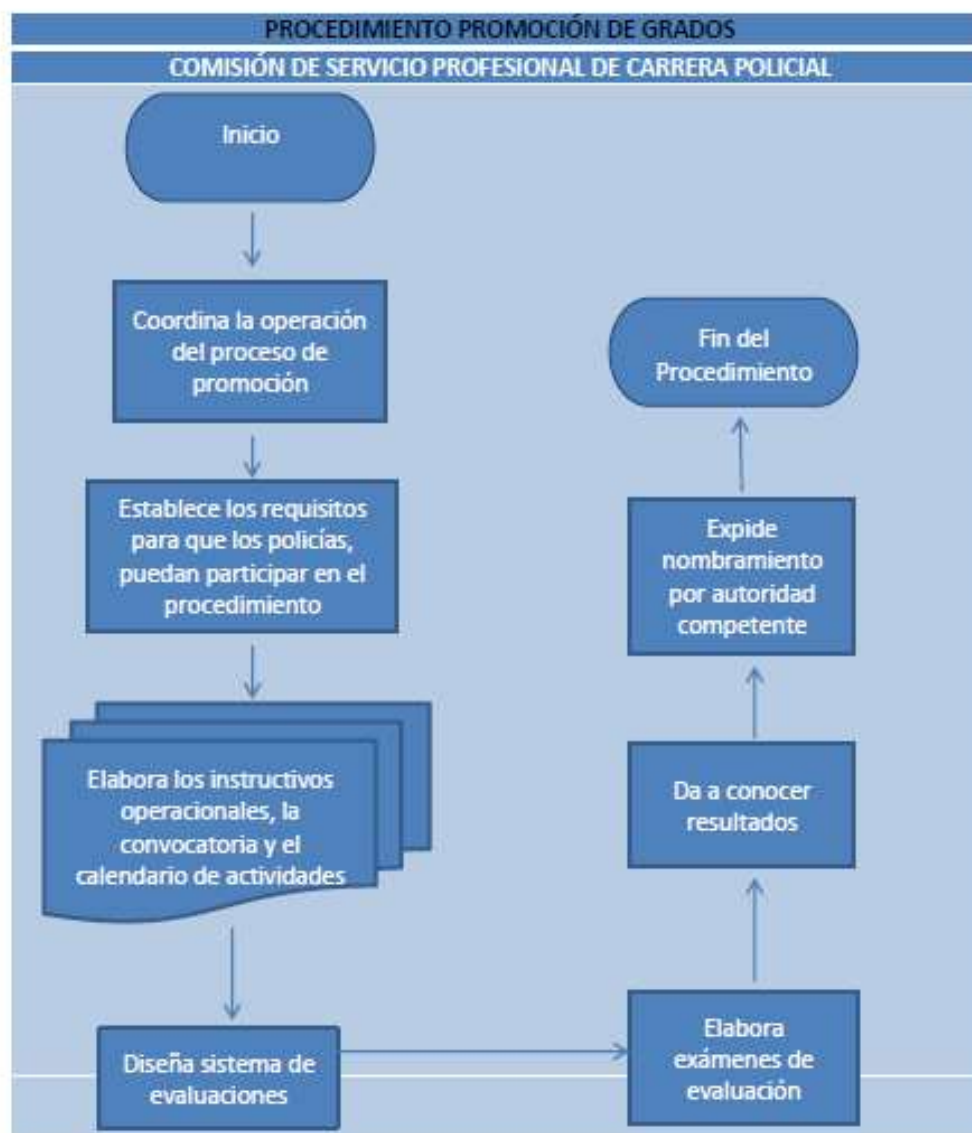 PROCEDIMIENTO PROMOCIÓN DE GRADOS
COMISIÓN DE SERVICIO PROFESIONAL DE CARRERA POLICIAL
Inicio
Coordina la operación
del proceso de
promoción
Establece los requisitos
para que los policías,
puedan participar en el
procedimiento
Elabora los instructivos
operacionales, la
convocatoria y el
calendario de actividades
Diseña sistema de
evaluaciones
Elabora
exámenes de
evaluación
Da a conocer
resultados
Expide
nombramiento
por autoridad
competente
Fin del
Procedimiento